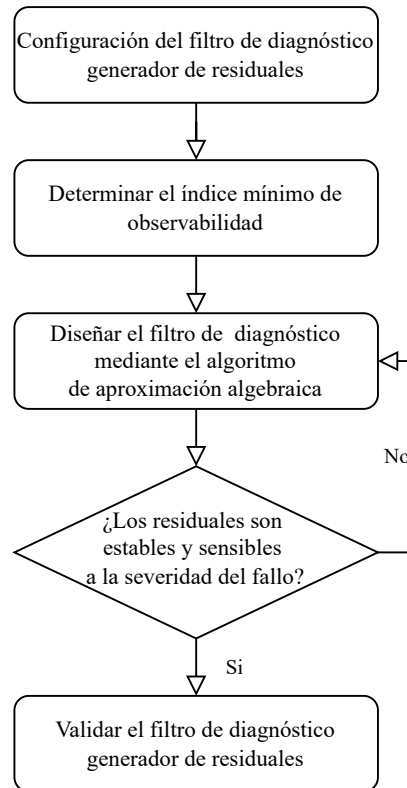 Configuración del filtro de diagnóstico
generador de residuales
Determinar el índice mínimo de
observabilidad
Diseñar el filtro de diagnóstico
mediante el algoritmo
de aproximación algebraica
No
¿Los residuales son
estables y sensibles
a la severidad del fallo?
Si
Validar el filtro de diagnóstico
generador de residuales